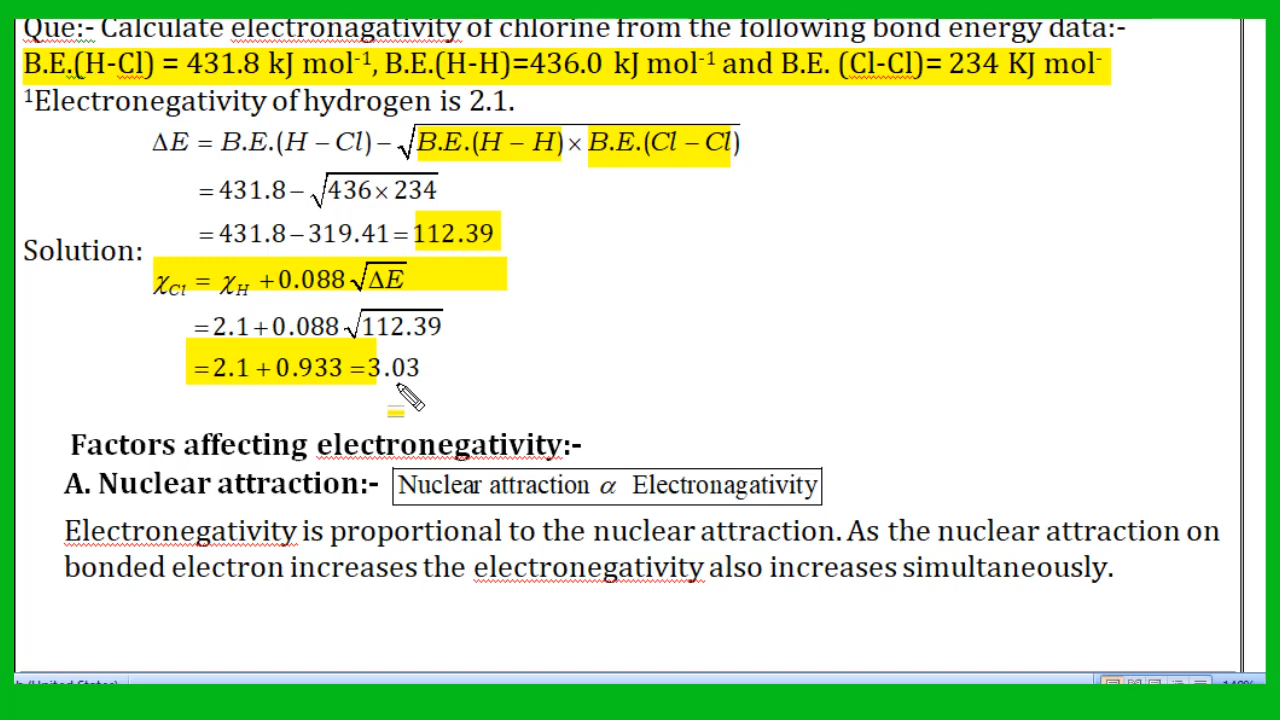 Que:- Calculate electronagativity of chlorine from the following bond energy data:-
B.E.(H-Cl) = 431.8 kJ mol-1, B.E.(H-H)=436.0 kJ mol-1 and B.E. (Cl-Cl)= 234 KJ mol-
1Electronegativity of hydrogen is 2.1.
ΔE = B.E.(H − Cl) − √B.E.(H − H) × B.E.(Cl − Cl)
= 431.8 − √436 × 234
= 431.8 − 319.41 = 112.39
Solution:
χCl = χH + 0.088 √ΔE
= 2.1 + 0.088 √112.39
= 2.1 + 0.933 = 3.03
Factors affecting electronegativity:-
A. Nuclear attraction:- Nuclear attraction α Electronagativity
Electronegativity is proportional to the nuclear attraction. As the nuclear attraction on
bonded electron increases the electronegativity also increases simultaneously.